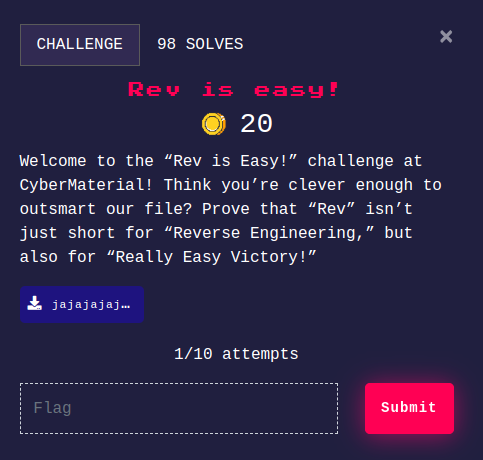 CHALLENGE
98 SOLVES
×
Rev is easy!
20
Welcome to the “Rev is Easy!” challenge at
CyberMaterial! Think you’re clever enough to
outsmart our file? Prove that “Rev” isn’t
just short for “Reverse Engineering,” but
also for “Really Easy Victory!”
jajajajaj…
1/10 attempts
Flag
Submit